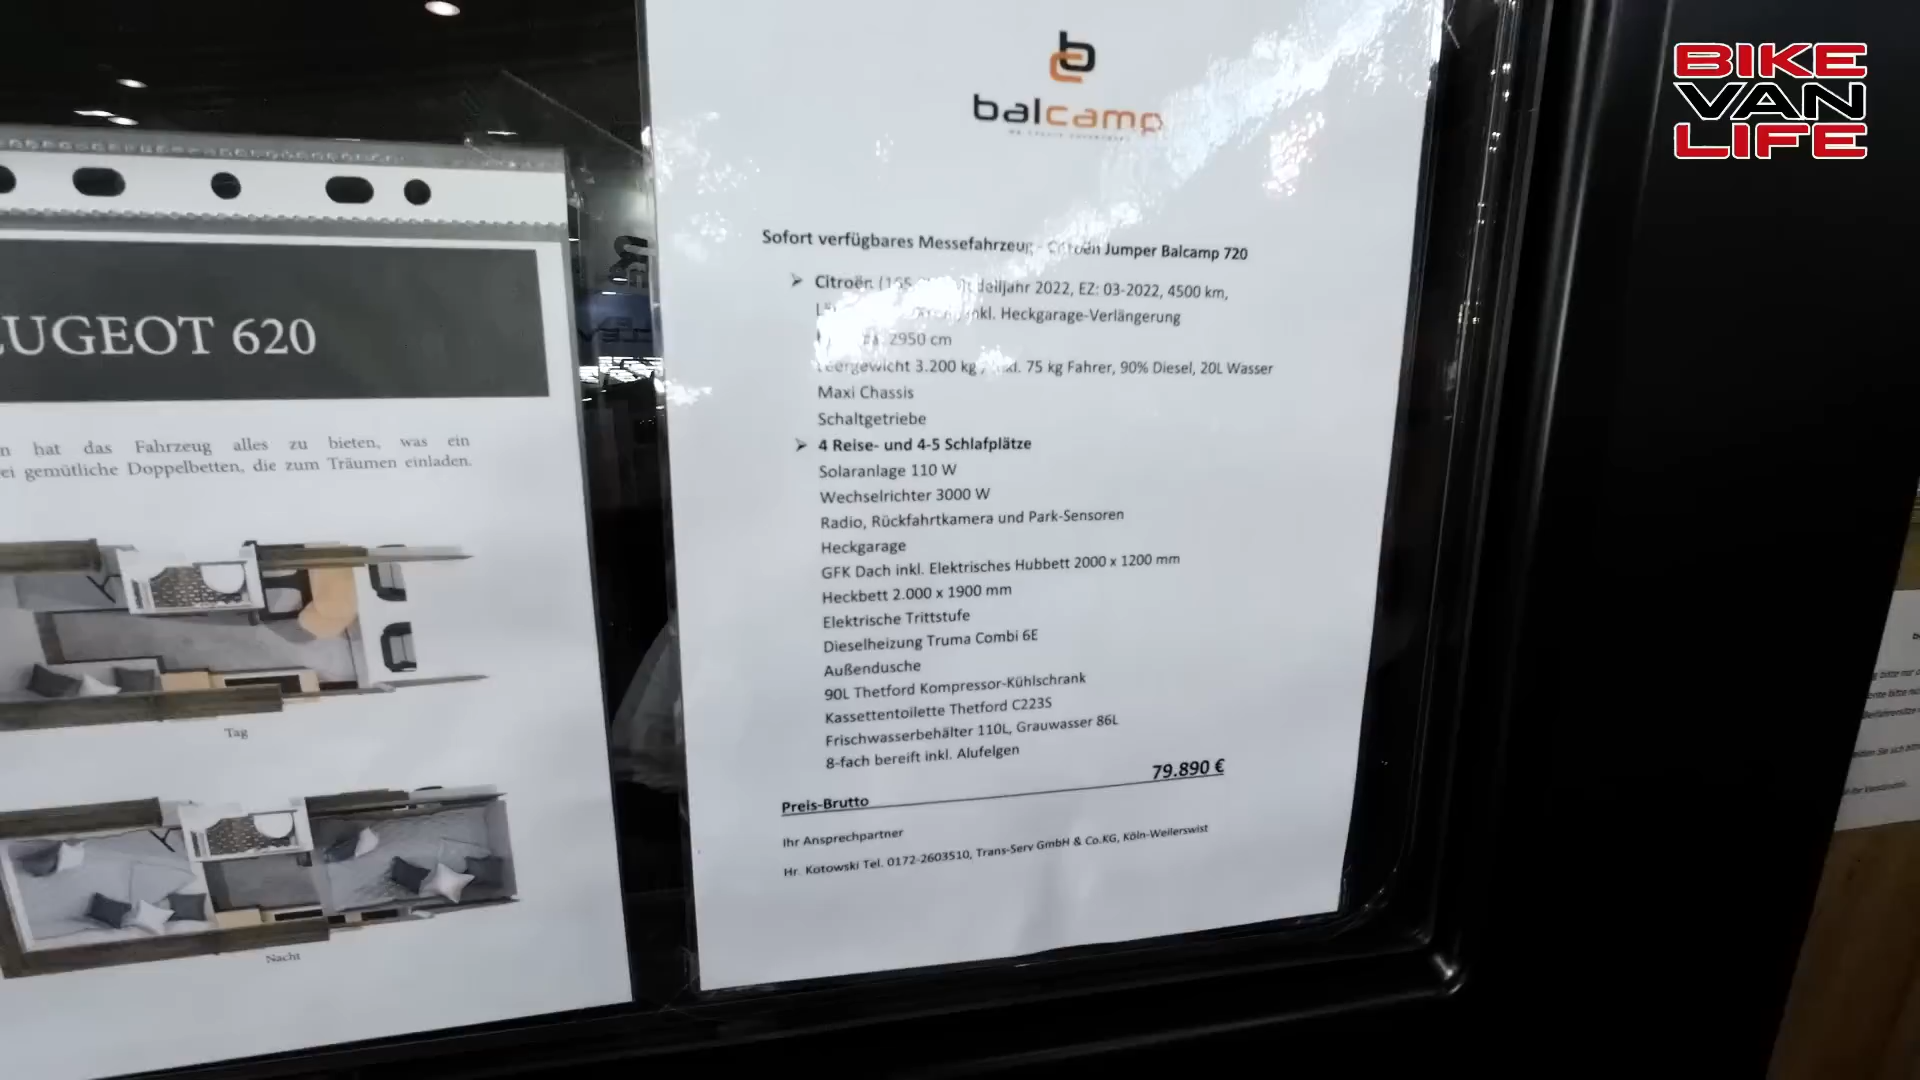 BIKE
VAN
LIFE
balcamp
Sofort verfügbares Messefahrzeug - Citroën Jumper Balcamp 720
➢ Citroën 2022, EZ: 03-2022, 4500 km,
inkl. Heckgarage-Verlängerung
2950 cm
Leergewicht 3.200 kg 75 kg Fahrer, 90% Diesel, 20L Wasser
Maxi Chassis
Schaltgetriebe
➢ 4 Reise- und 4-5 Schlafplätze
Solaranlage 110 W
Wechselrichter 3000 W
Radio, Rückfahrtkamera und Park-Sensoren
Heckgarage
GFK Dach inkl. Elektrisches Hubbett 2000 x 1200 mm
Heckbett 2.000 x 1900 mm
Elektrische Trittstufe
Dieselheizung Truma Combi 6E
Außendusche
90L Thetford Kompressor-Kühlschrank
Kassettentoilette Thetford C223S
Frischwasserbehälter 110L, Grauwasser 86L
8-fach bereift inkl. Alufelgen
Preis-Brutto 79.890 €
Ihr Ansprechpartner
Hr. Kotowski Tel. 0172-2603510, Trans-Serv GmbH & Co.KG, Köln-Weilerswist
EUGEOT 620
n hat das Fahrzeug alles zu bieten, was ein
ei gemütliche Doppelbetten, die zum Träumen einladen.
Tag
Nacht